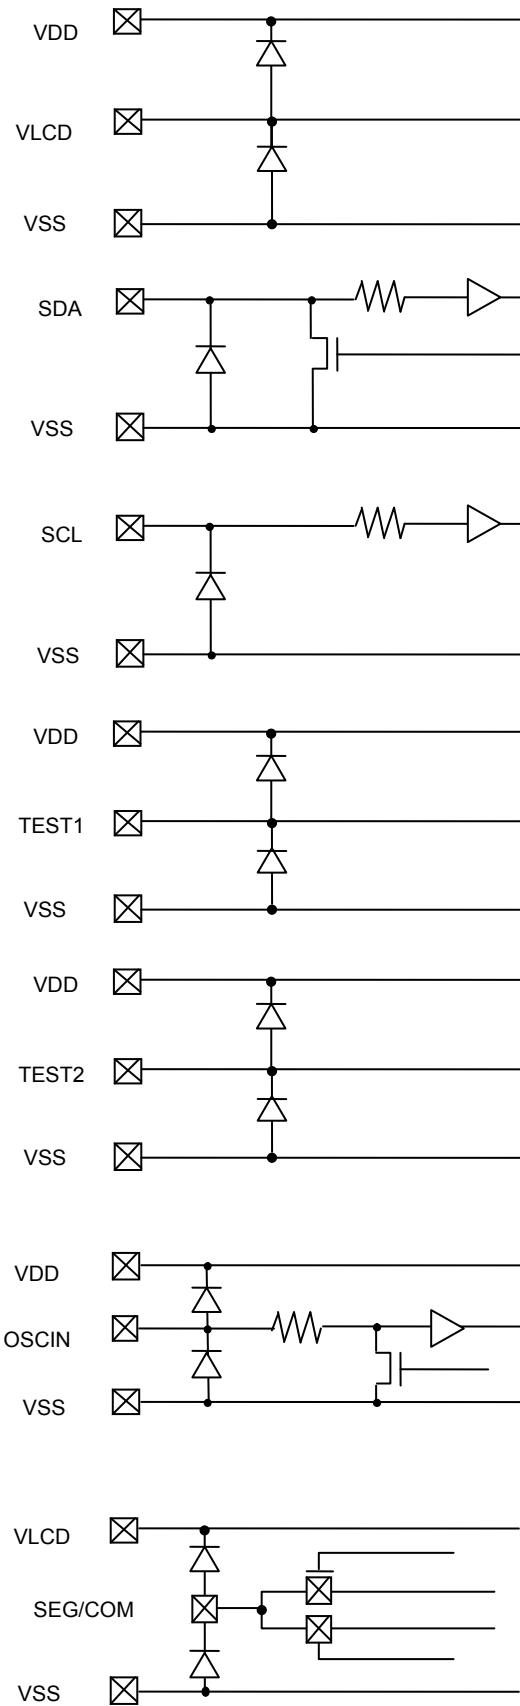 VDD
VLCD
VSS
SDA
VSS
SCL
VSS
VDD
TEST1
VSS
VDD
TEST2
VSS
VDD
OSCIN
VSS
VLCD
SEG/COM
VSS